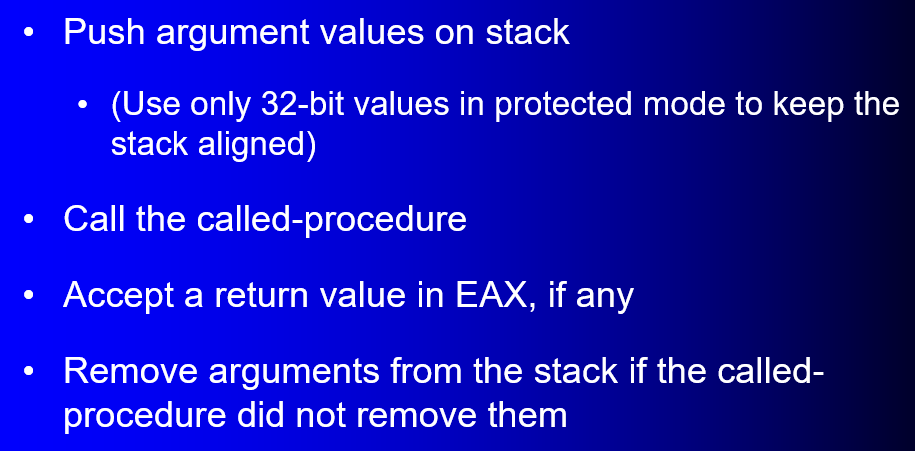 • Push argument values on stack
• (Use only 32-bit values in protected mode to keep the
stack aligned)
• Call the called-procedure
• Accept a return value in EAX, if any
• Remove arguments from the stack if the called-
procedure did not remove them